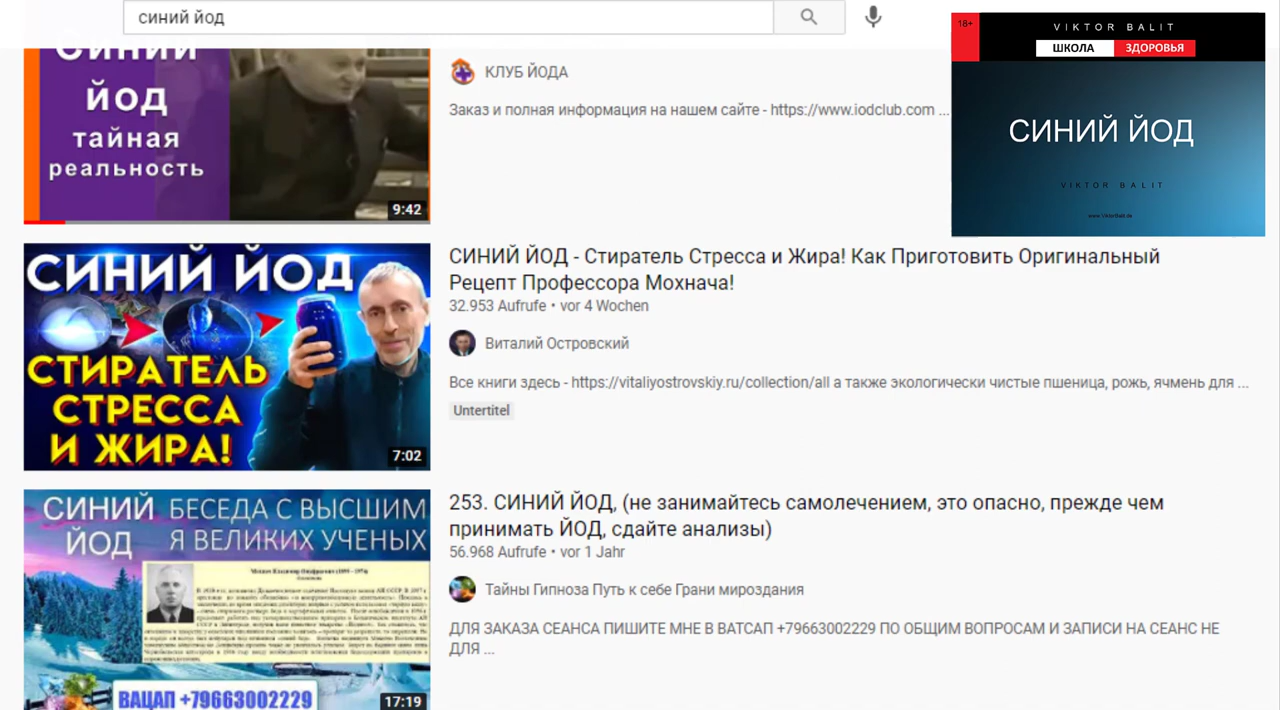 синий йод
СИНИЙ
ЙОД
тайная
реальность
9:42
КЛУБ ЙОДА
Заказ и полная информация на нашем сайте - https://www.iodclub.com ...
18+
VIKTOR BALIT
ШКОЛА ЗДОРОВЬЯ
СИНИЙ ЙОД
VIKTOR BALIT
СИНИЙ ЙОД
СТИРАТЕЛЬ
СТРЕССА
И ЖИРА!
7:02
СИНИЙ ЙОД - Стиратель Стресса и Жира! Как Приготовить Оригинальный
Рецепт Профессора Мохнача!
32.953 Aufrufe • vor 4 Wochen
Виталий Островский
Все книги здесь - https://vitaliyostrovskiy.ru/collection/all а также экологически чистые пшеница, рожь, ячмень для ...
Untertitel
СИНИЙ ЙОД
БЕСЕДА С ВЫСШИМ
Я ВЕЛИКИХ УЧЕНЫХ
ВАЦАП +79663002229
17:19
253. СИНИЙ ЙОД, (не занимайтесь самолечением, это опасно, прежде чем
принимать ЙОД, сдайте анализы)
56.968 Aufrufe • vor 1 Jahr
Тайны Гипноза Путь к себе Грани мироздания
ДЛЯ ЗАКАЗА СЕАНСА ПИШИТЕ МНЕ В ВАТСАП +79663002229 ПО ОБЩИМ ВОПРОСАМ И ЗАПИСИ НА СЕАНС НЕ
ДЛЯ ...